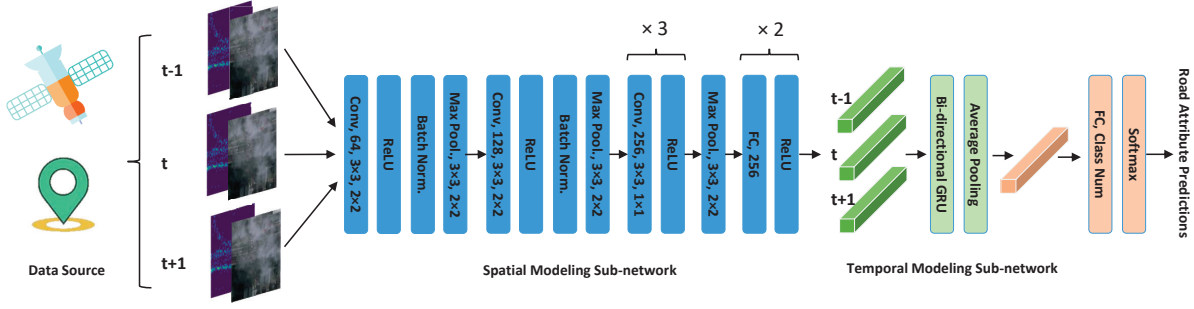 t-1
t
t+1
Data Source
Conv, 64, 3×3, 2×2
ReLU
Batch Norm.
Max Pool., 3×3, 2×2
Conv, 128, 3×3, 2×2
ReLU
Batch Norm.
Max Pool., 3×3, 2×2
× 3
Conv, 256, 3×3, 1×1
ReLU
Max Pool., 3×3, 2×2
× 2
FC, 256
ReLU
Spatial Modeling Sub-network
t-1
t
t+1
Bi-directional GRU
Average Pooling
FC, Class Num
Softmax
Temporal Modeling Sub-network
Road Attribute Predictions